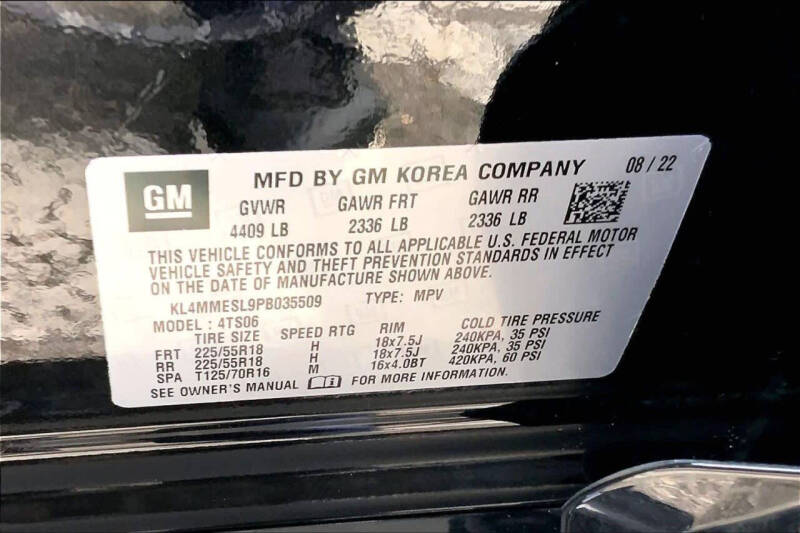 GM
MFD BY GM KOREA COMPANY 08 / 22
GVWR GAWR FRT GAWR RR
4409 LB 2336 LB 2336 LB
THIS VEHICLE CONFORMS TO ALL APPLICABLE U.S. FEDERAL MOTOR
VEHICLE SAFETY AND THEFT PREVENTION STANDARDS IN EFFECT
ON THE DATE OF MANUFACTURE SHOWN ABOVE.
KL4MMESL9PB035509 TYPE: MPV
MODEL : 4TS06
TIRE SIZE SPEED RTG RIM COLD TIRE PRESSURE
FRT 225/55R18 H 18x7.5J 240KPA, 35 PSI
RR 225/55R18 H 18x7.5J 240KPA, 35 PSI
SPA T125/70R16 M 16x4.0BT 420KPA, 60 PSI
SEE OWNER'S MANUAL FOR MORE INFORMATION.